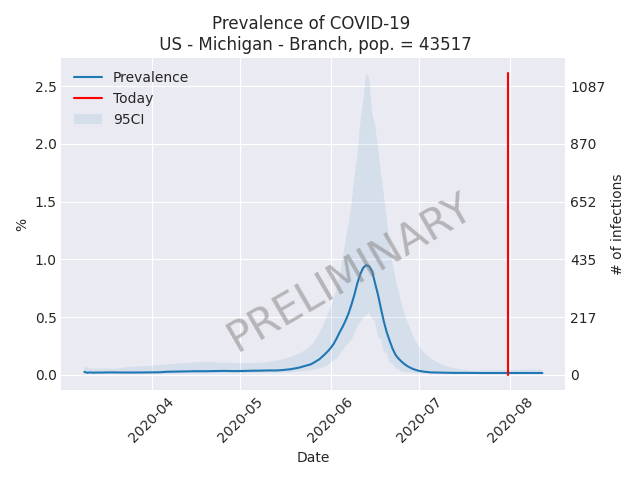 Prevalence of COVID-19
US - Michigan - Branch, pop. = 43517
Prevalence
Today
95CI
2.5
2.0
1.5
1.0
0.5
0.0
%
1087
870
652
435
217
0
# of infections
PRELIMINARY
2020-04
2020-05
2020-06
2020-07
2020-08
Date